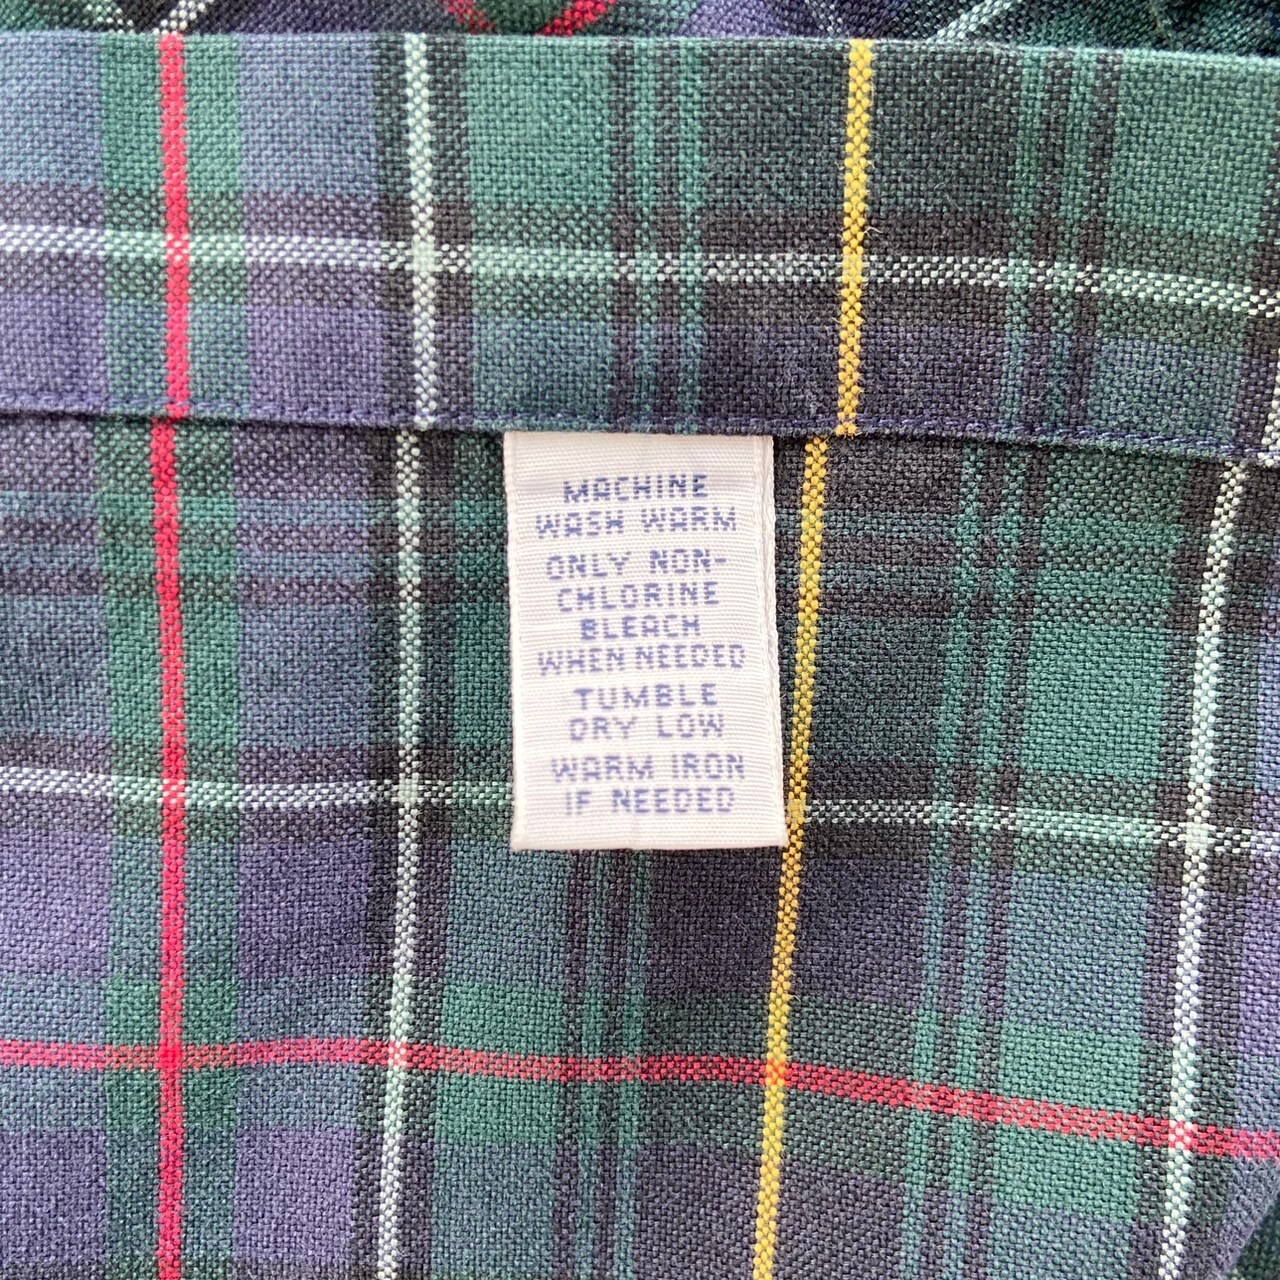 MACHINE
WASH WARM
ONLY NON-
CHLORINE
BLEACH
WHEN NEEDED
TUMBLE
DRY LOW
WARM IRON
IF NEEDED